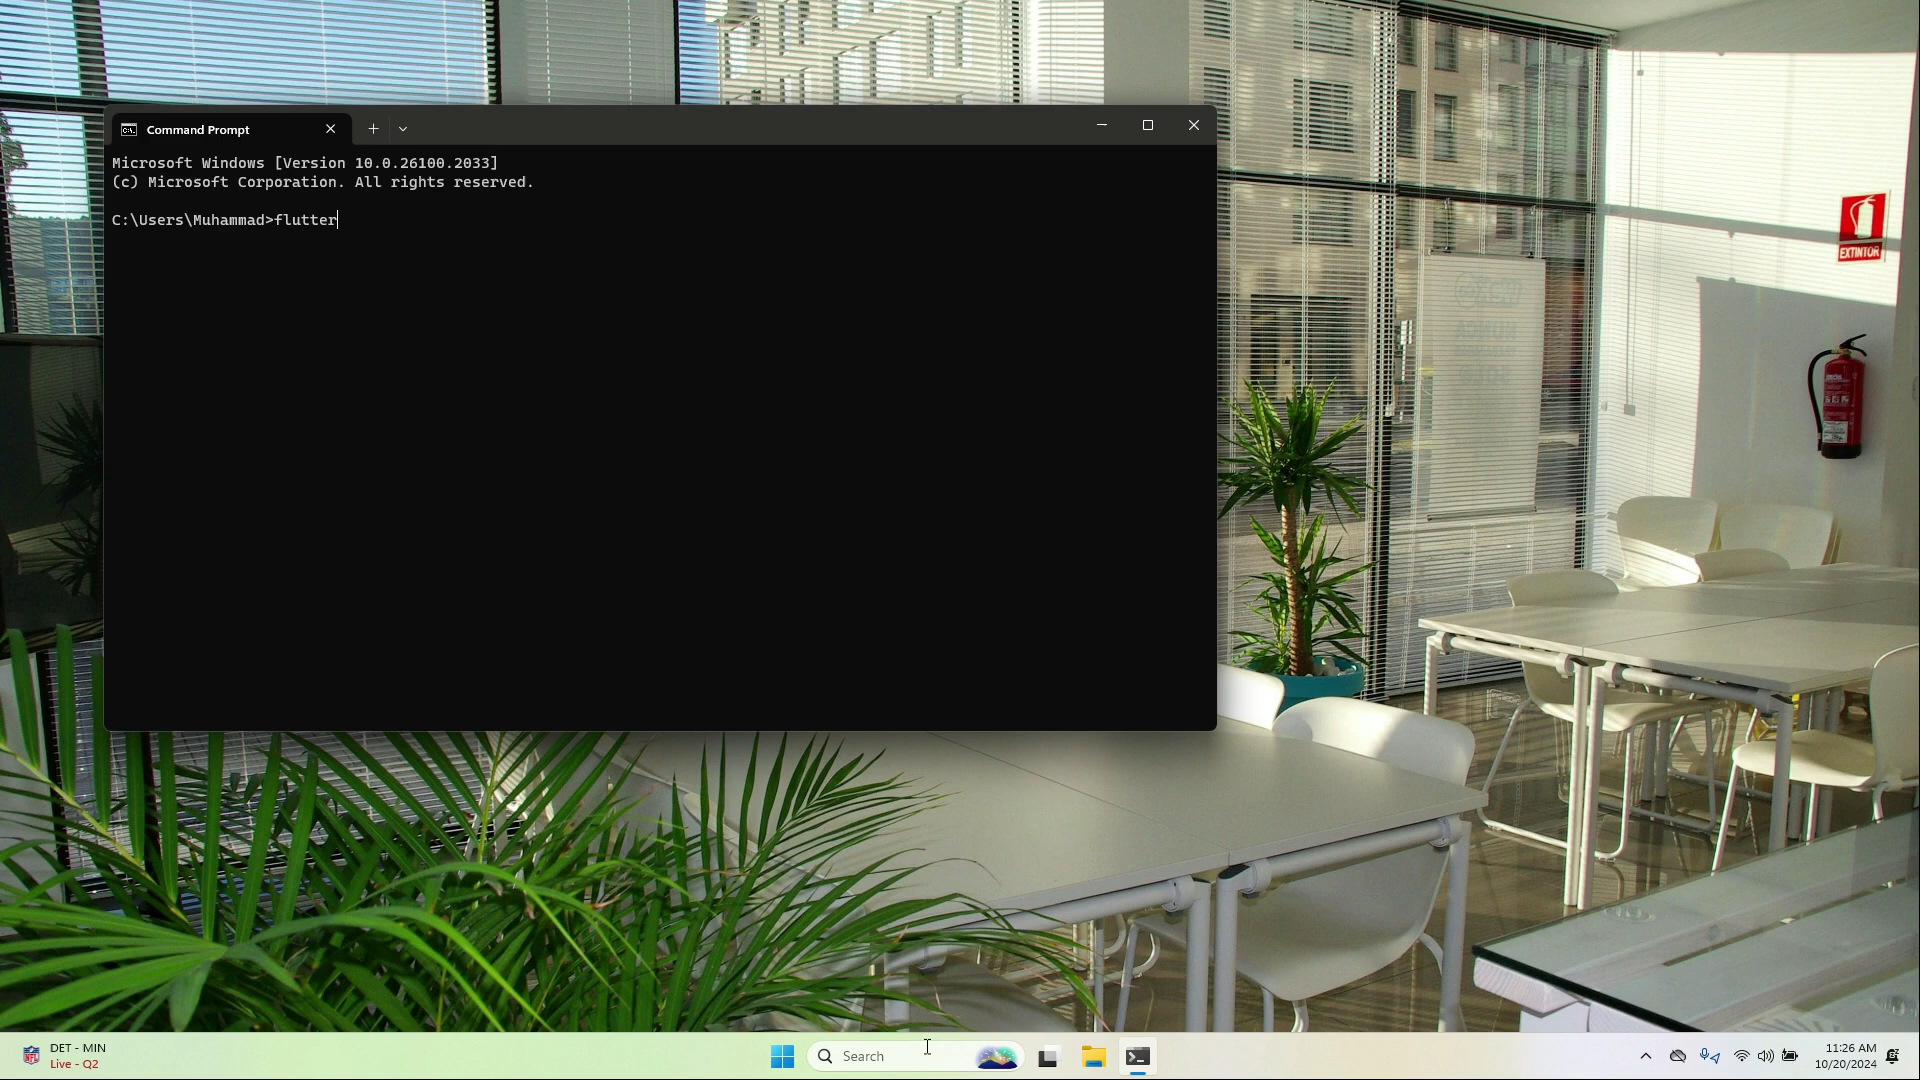 Command Prompt
Microsoft Windows [Version 10.0.26100.2033]
(c) Microsoft Corporation. All rights reserved.
C:\Users\Muhammad>flutter
EXTINTOR
DET - MIN
Live - Q2
Search
11:26 AM
10/20/2024